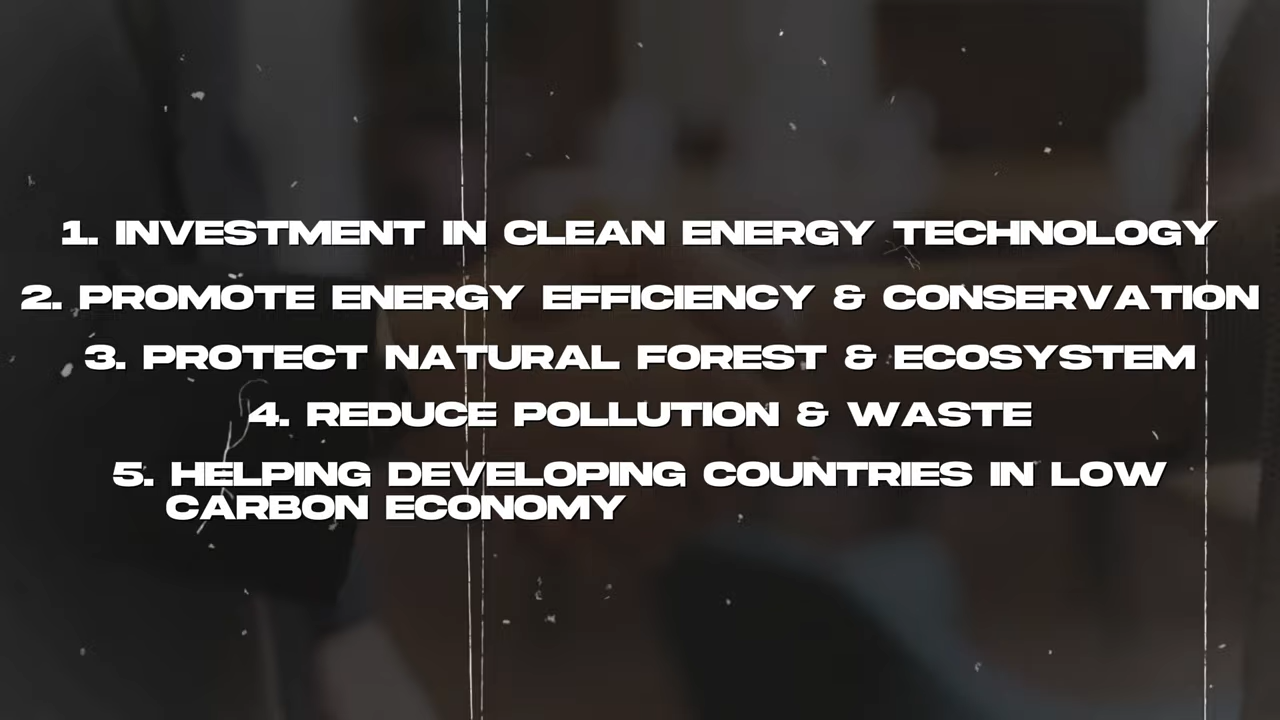 1. INVESTMENT IN CLEAN ENERGY TECHNOLOGY
2. PROMOTE ENERGY EFFICIENCY & CONSERVATION
3. PROTECT NATURAL FOREST & ECOSYSTEM
4. REDUCE POLLUTION & WASTE
5. HELPING DEVELOPING COUNTRIES IN LOW
CARBON ECONOMY